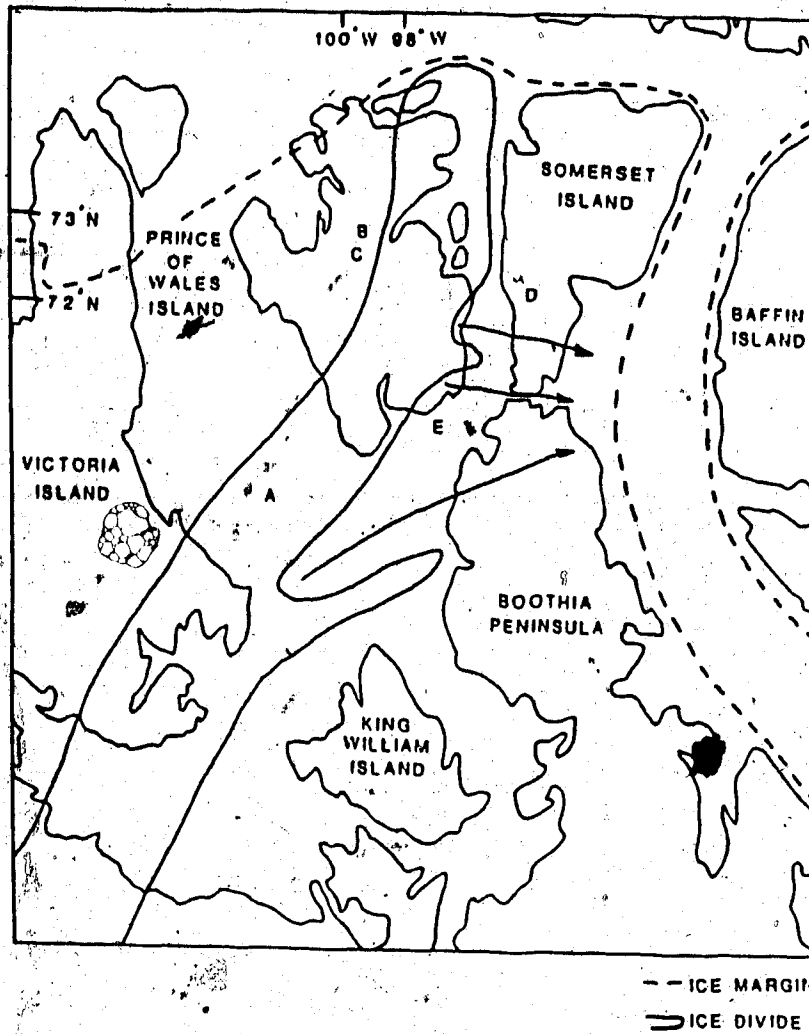 100°W 98°W
SOMERSET
ISLAND
73°N
B
C
PRINCE
OF
WALES
ISLAND
D
72°N
BAFFIN
ISLAND
E
VICTORIA
ISLAND
A
BOOTHIA
PENINSULA
KING
WILLIAM
ISLAND
ICE MARGIN
ICE DIVIDE